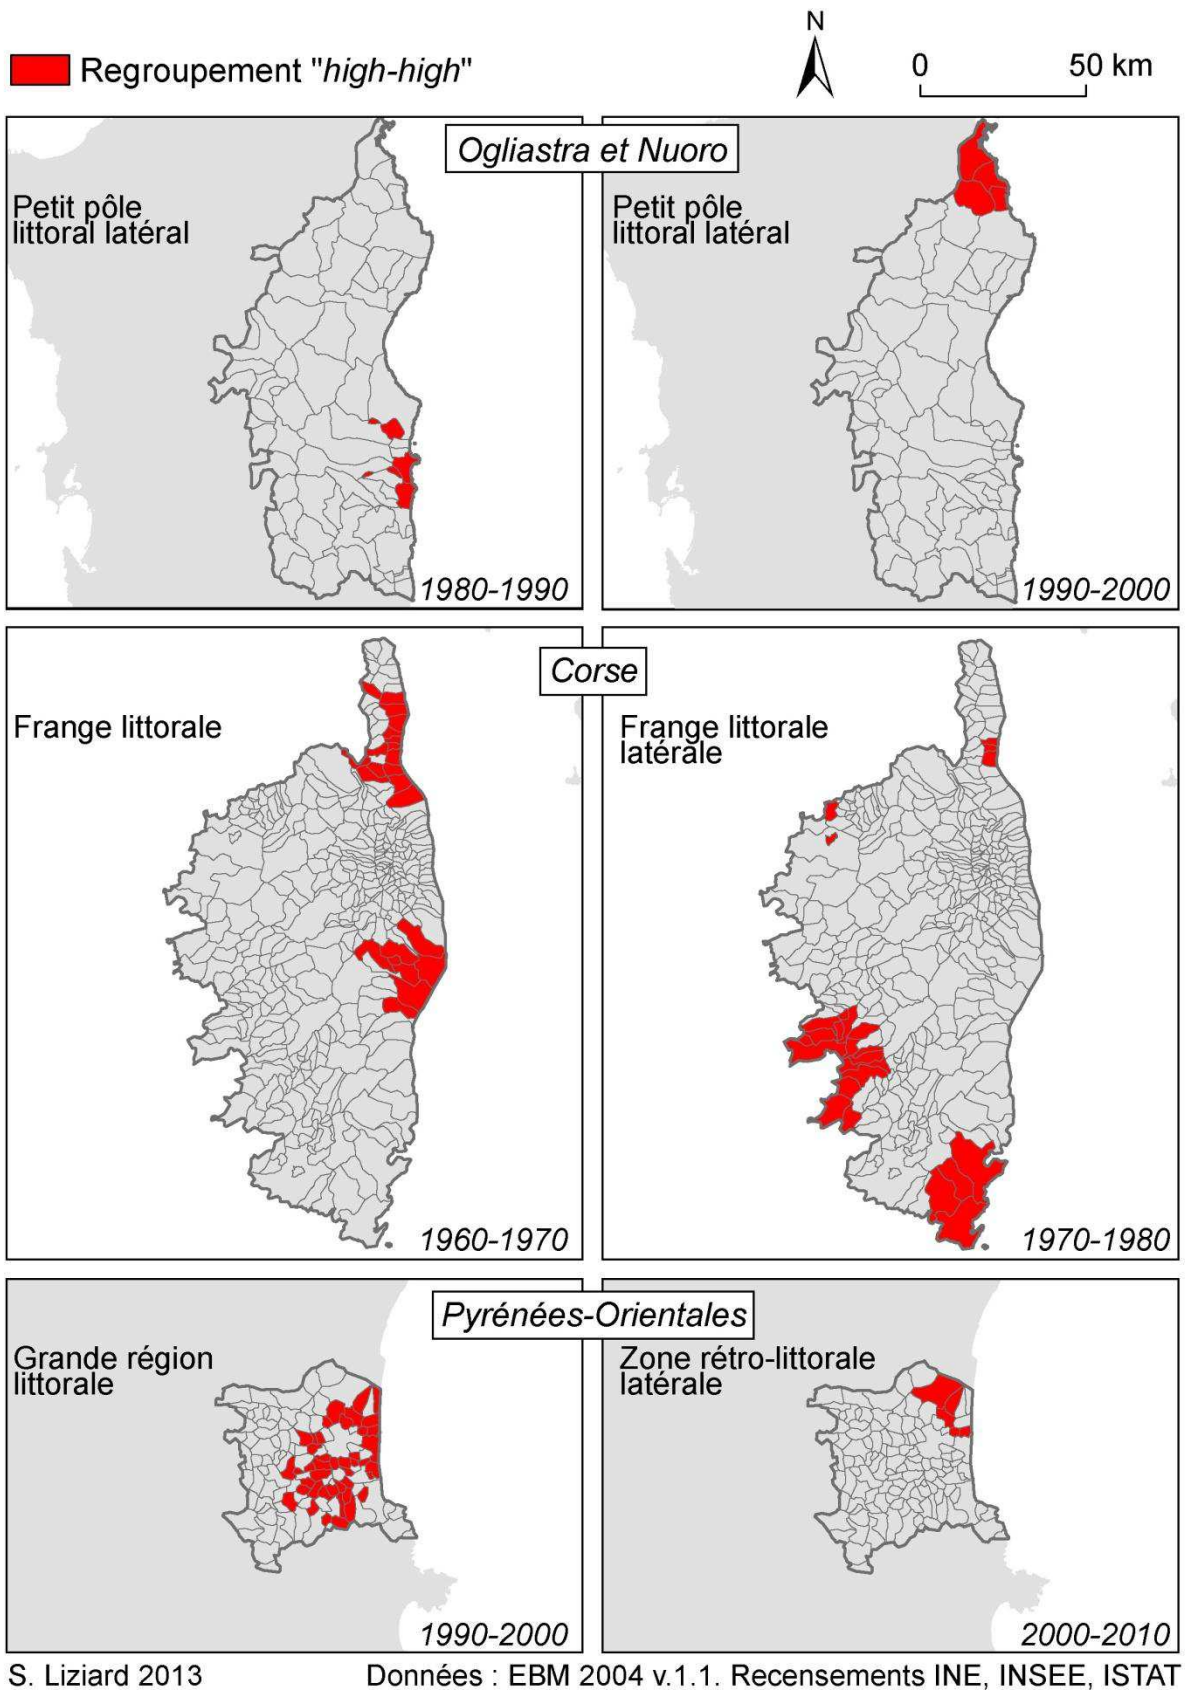 N
Regroupement "high-high"
0 50 km
Ogliastra et Nuoro
Petit pôle
littoral latéral
1980-1990
Petit pôle
littoral latéral
1990-2000
Corse
Frange littorale
1960-1970
Frange littorale
latérale
1970-1980
Pyrénées-Orientales
Grande région
littorale
1990-2000
Zone rétro-littorale
latérale
2000-2010
S. Liziard 2013 Données : EBM 2004 v.1.1. Recensements INE, INSEE, ISTAT